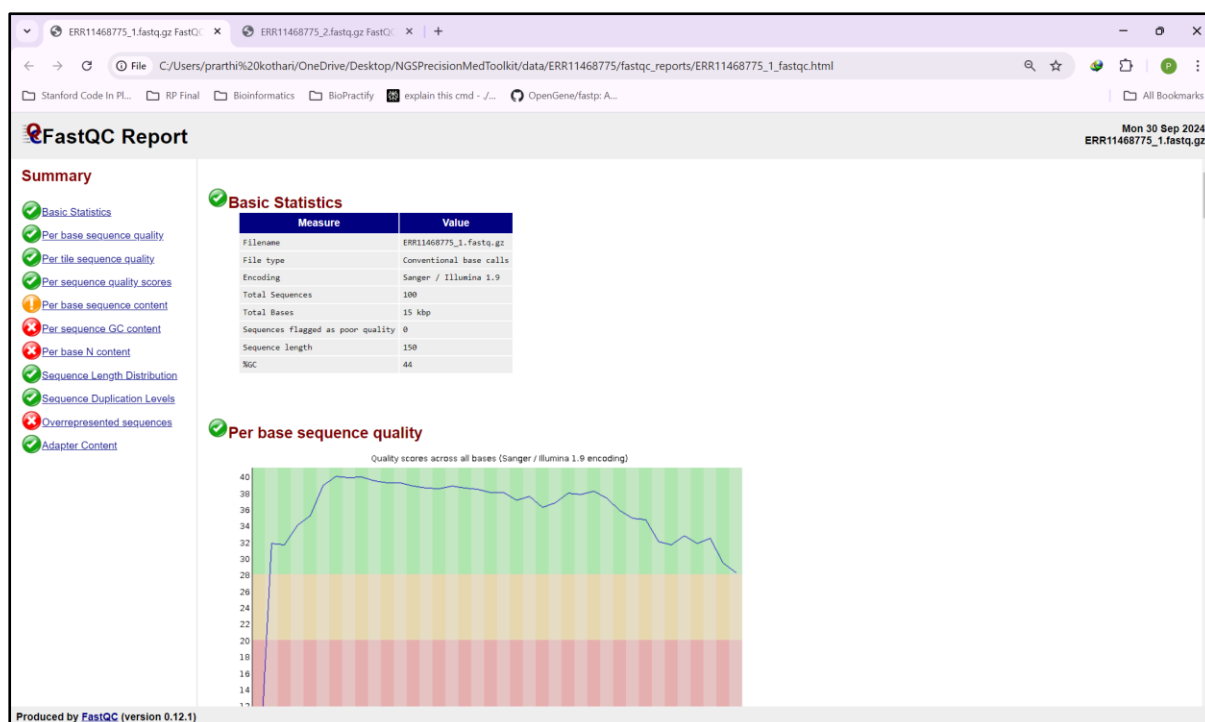 ERR11468775_1.fastq.gz FastQC
ERR11468775_2.fastq.gz FastQC
File C:/Users/prarthi%20kothari/OneDrive/Desktop/NGSPrecisionMedToolkit/data/ERR11468775/fastqc_reports/ERR11468775_1_fastqc.html
P
Stanford Code In Pl... RP Final Bioinformatics BioPractify explain this cmd - ./... OpenGene/fastp: A... All Bookmarks
FastQC Report
Mon 30 Sep 2024
ERR11468775_1.fastq.gz
Summary
Basic Statistics
Per base sequence quality
Per tile sequence quality
Per sequence quality scores
Per base sequence content
Per sequence GC content
Per base N content
Sequence Length Distribution
Sequence Duplication Levels
Overrepresented sequences
Adapter Content
Basic Statistics
Measure Value
Filename ERR11468775_1.fastq.gz
File type Conventional base calls
Encoding Sanger / Illumina 1.9
Total Sequences 100
Total Bases 15 kbp
Sequences flagged as poor quality 0
Sequence length 150
%GC 44
Per base sequence quality
Quality scores across all bases (Sanger / Illumina 1.9 encoding)
40
38
36
34
32
30
28
26
24
22
20
18
16
14
12
Produced by FastQC (version 0.12.1)